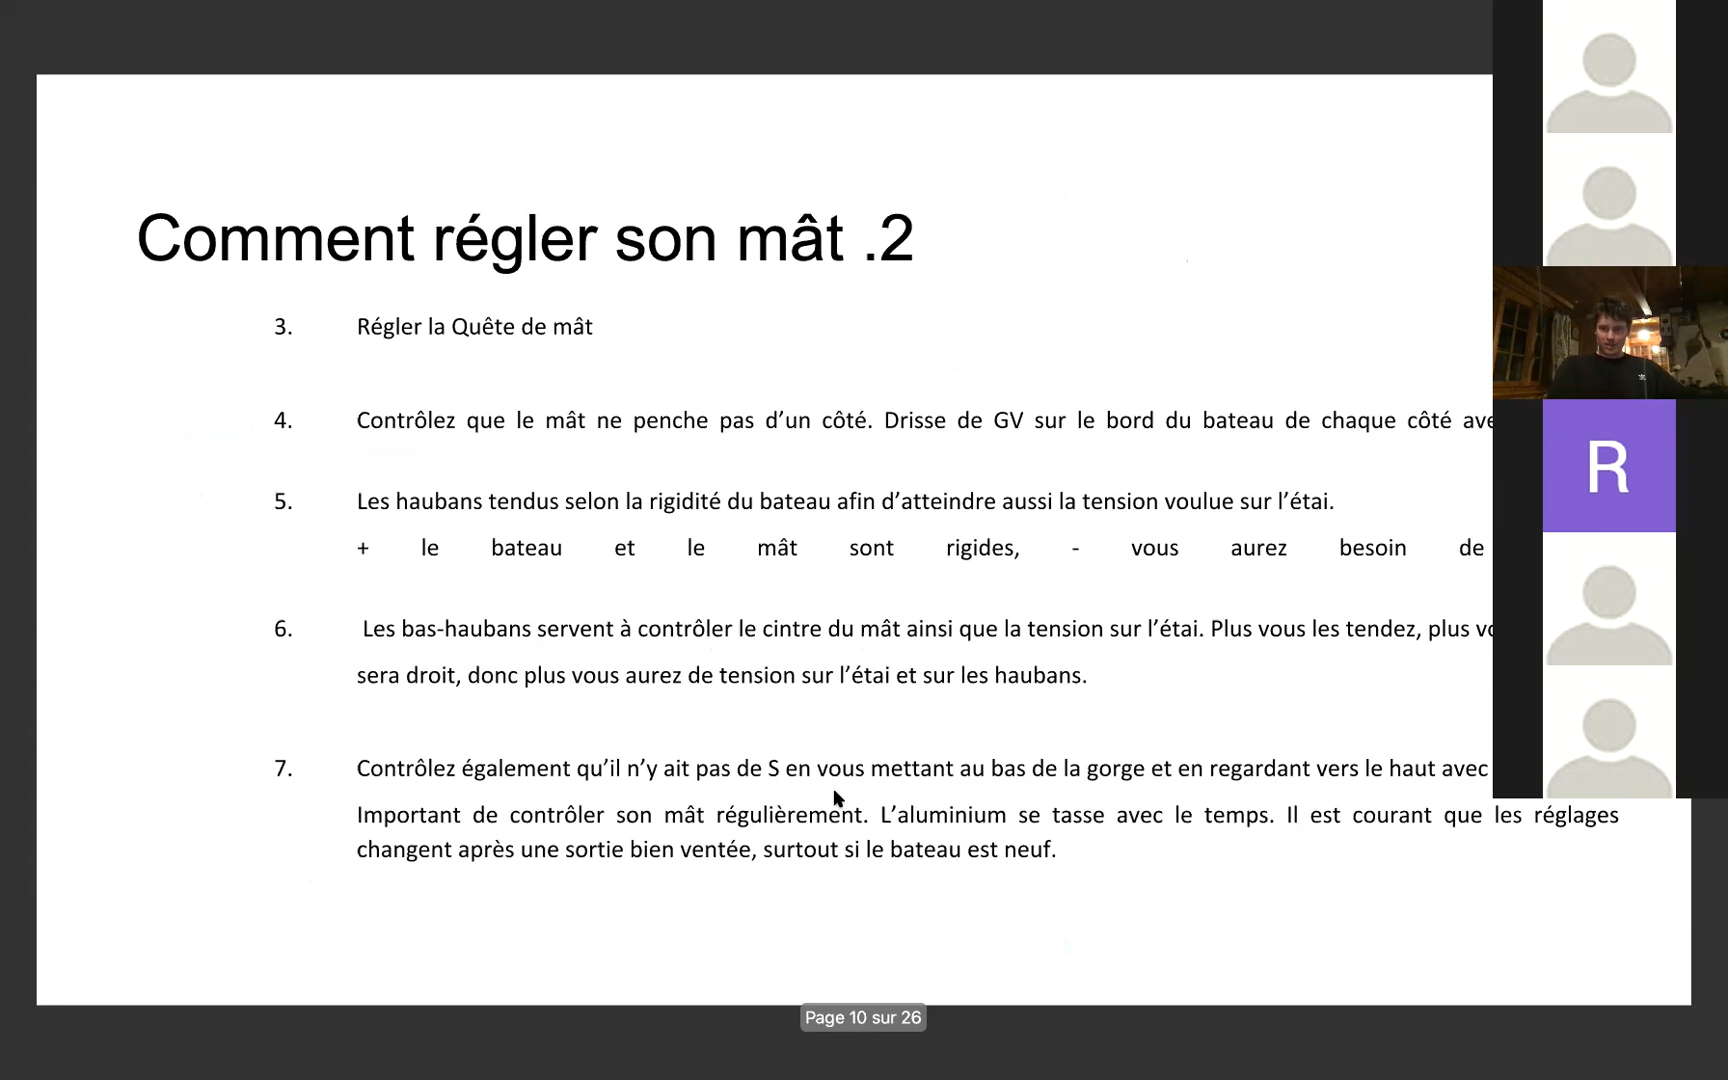 Comment régler son mât .2
3. Régler la Quête de mât
4. Contrôlez que le mât ne penche pas d’un côté. Drisse de GV sur le bord du bateau de chaque côté
5. Les haubans tendus selon la rigidité du bateau afin d’atteindre aussi la tension voulue sur l’étai.
+ le bateau et le mât sont rigides, - vous aurez besoin de
6. Les bas-haubans servent à contrôler le cintre du mât ainsi que la tension sur l’étai. Plus vous les tendez, plus
sera droit, donc plus vous aurez de tension sur l’étai et sur les haubans.
7. Contrôlez également qu’il n’y ait pas de S en vous mettant au bas de la gorge et en regardant vers le haut avec
Important de contrôler son mât régulièrement. L’aluminium se tasse avec le temps. Il est courant que les réglages
changent après une sortie bien ventée, surtout si le bateau est neuf.
R
Page 10 sur 26